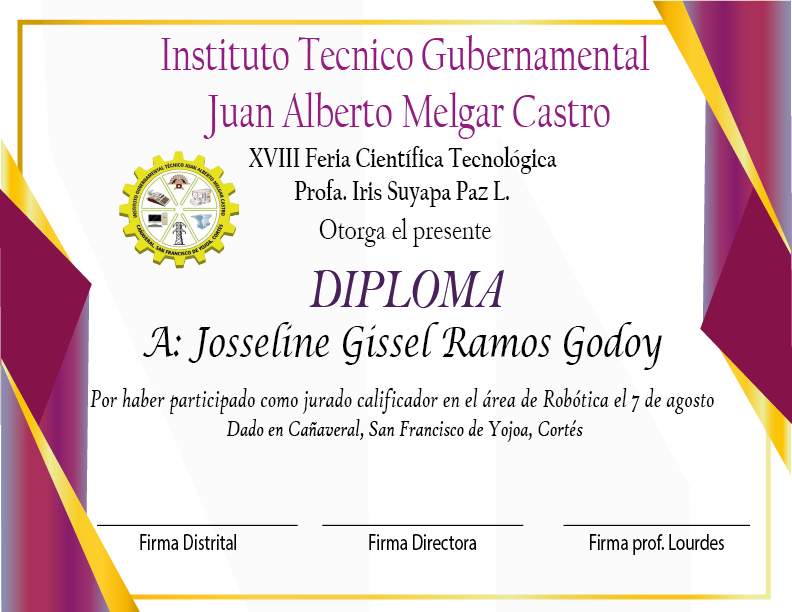 Instituto Tecnico Gubernamental
Juan Alberto Melgar Castro
XVIII Feria Científica Tecnológica
Profa. Iris Suyapa Paz L.
INSTITUTO GUBERNAMENTAL TÉCNICO JUAN ALBERTO MELGAR CASTRO
CAÑAVERAL, SAN FRANCISCO DE YOJOA, CORTÉS
Otorga el presente
DIPLOMA
A: Josseline Gissel Ramos Godoy
Por haber participado como jurado calificador en el área de Robótica el 7 de agosto
Dado en Cañaveral, San Francisco de Yojoa, Cortés
Firma Distrital
Firma Directora
Firma prof. Lourdes